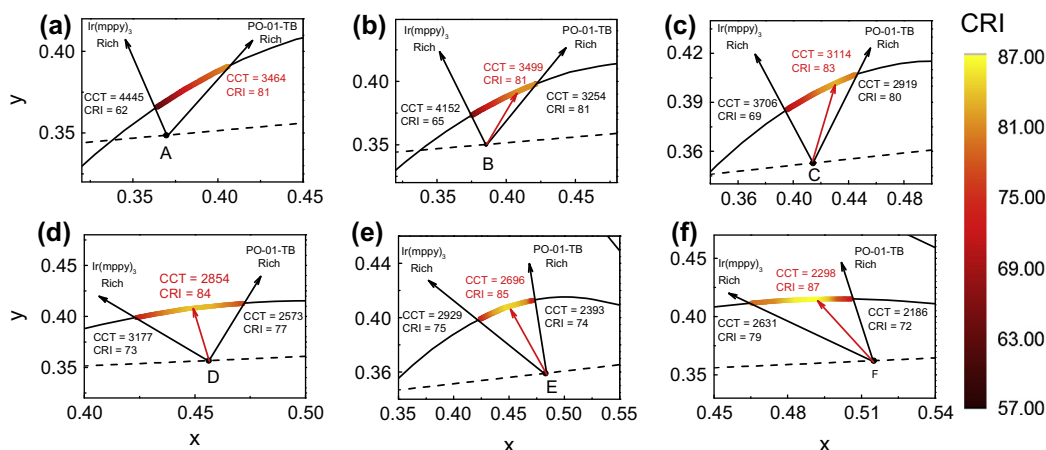 (a)
Ir(mppy)3
Rich
PO-01-TB
Rich
CCT = 3464
CRI = 81
CCT = 4445
CRI = 62
A
0.40
0.35
y
0.35
0.40
0.45
(b)
Ir(mppy)3
Rich
PO-01-TB
Rich
CCT = 3499
CRI = 81
CCT = 4152
CRI = 65
CCT = 3254
CRI = 81
B
0.45
0.40
0.35
0.35
0.40
0.45
(c)
Ir(mppy)3
Rich
PO-01-TB
Rich
CCT = 3114
CRI = 83
CCT = 3706
CRI = 69
CCT = 2919
CRI = 80
C
0.42
0.39
0.36
0.36
0.40
0.44
0.48
CRI
87.00
81.00
75.00
69.00
63.00
57.00
(d)
Ir(mppy)3
Rich
PO-01-TB
Rich
CCT = 2854
CRI = 84
CCT = 3177
CRI = 73
CCT = 2573
CRI = 77
D
0.45
0.40
0.35
y
0.40
0.45
0.50
x
(e)
Ir(mppy)3
Rich
PO-01-TB
Rich
CCT = 2696
CRI = 85
CCT = 2929
CRI = 75
CCT = 2393
CRI = 74
E
0.44
0.40
0.36
0.35
0.40
0.45
0.50
0.55
x
(f)
Ir(mppy)3
Rich
PO-01-TB
Rich
CCT = 2298
CRI = 87
CCT = 2631
CRI = 79
CCT = 2186
CRI = 72
F
0.45
0.40
0.35
0.45
0.48
0.51
0.54
x